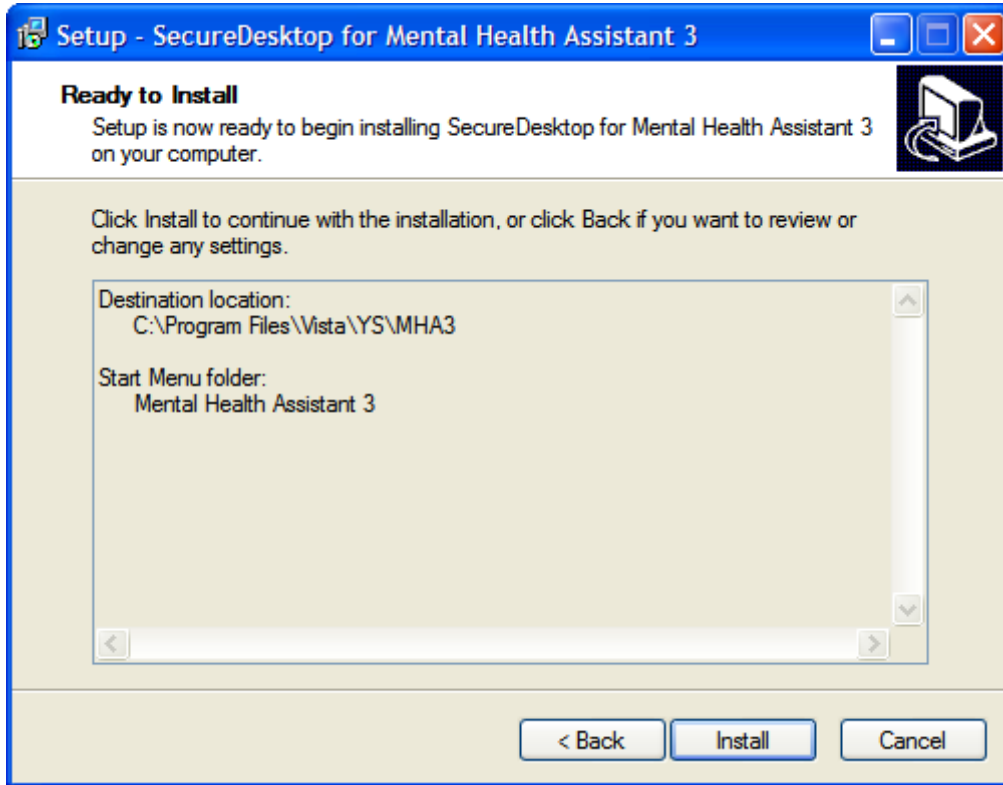 Setup - SecureDesktop for Mental Health Assistant 3
Ready to Install
Setup is now ready to begin installing SecureDesktop for Mental Health Assistant 3
on your computer.
Click Install to continue with the installation, or click Back if you want to review or
change any settings.
Destination location:
C:\Program Files\Vista\YS\MHA3
Start Menu folder:
Mental Health Assistant 3
< Back
Install
Cancel